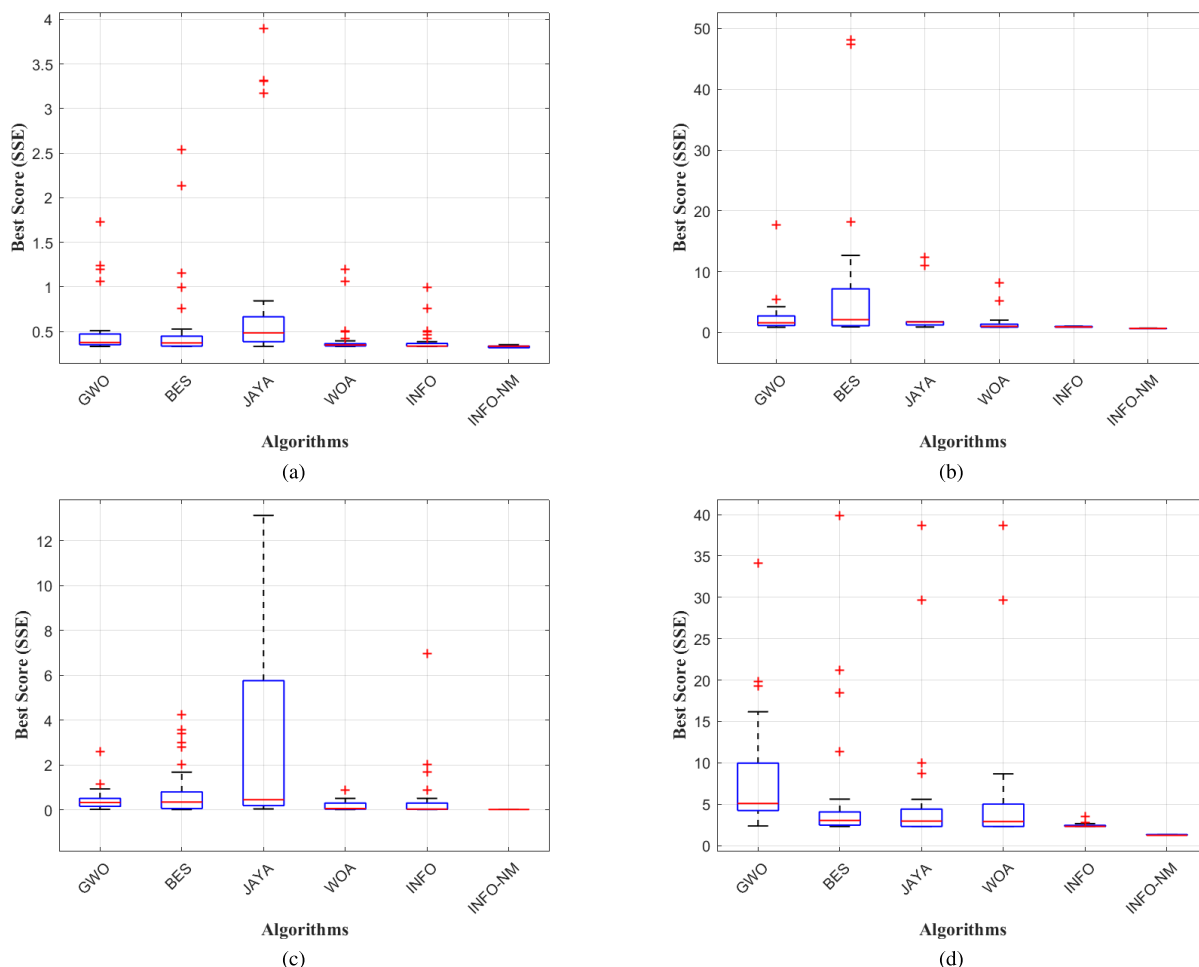 4
3.5
3
2.5
2
1.5
1
0.5
Best Score (SSE)
GWO
BES
JAYA
WOA
INFO
INFO-NM
Algorithms
(a)
50
40
30
20
10
0
Best Score (SSE)
GWO
BES
JAYA
WOA
INFO
INFO-NM
Algorithms
(b)
12
10
8
6
4
2
0
Best Score (SSE)
GWO
BES
JAYA
WOA
INFO
INFO-NM
Algorithms
(c)
40
35
30
25
20
15
10
5
0
Best Score (SSE)
GWO
BES
JAYA
WOA
INFO
INFO-NM
Algorithms
(d)